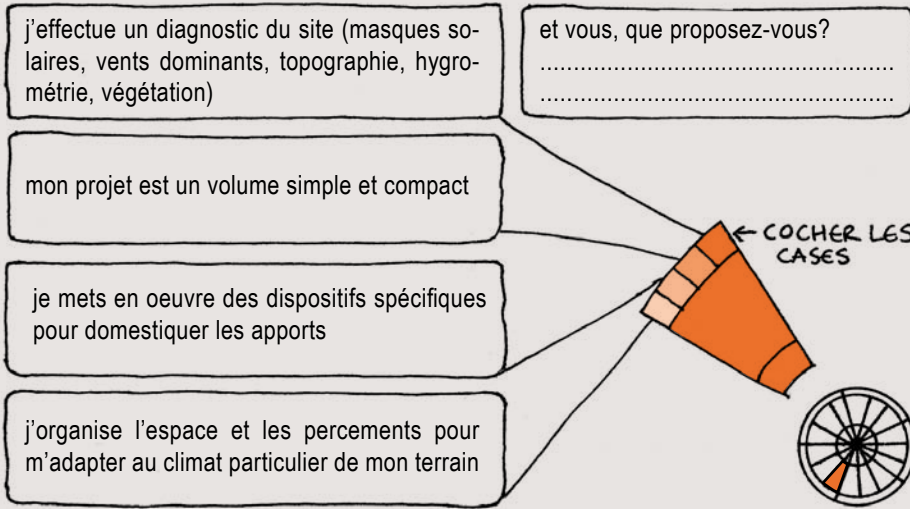 j'effectue un diagnostic du site (masques so-
laires, vents dominants, topographie, hygro-
métrie, végétation)
et vous, que proposez-vous?
.....................................................
.....................................................
mon projet est un volume simple et compact
← COCHER LES
CASES
je mets en oeuvre des dispositifs spécifiques
pour domestiquer les apports
j'organise l'espace et les percements pour
m'adapter au climat particulier de mon terrain